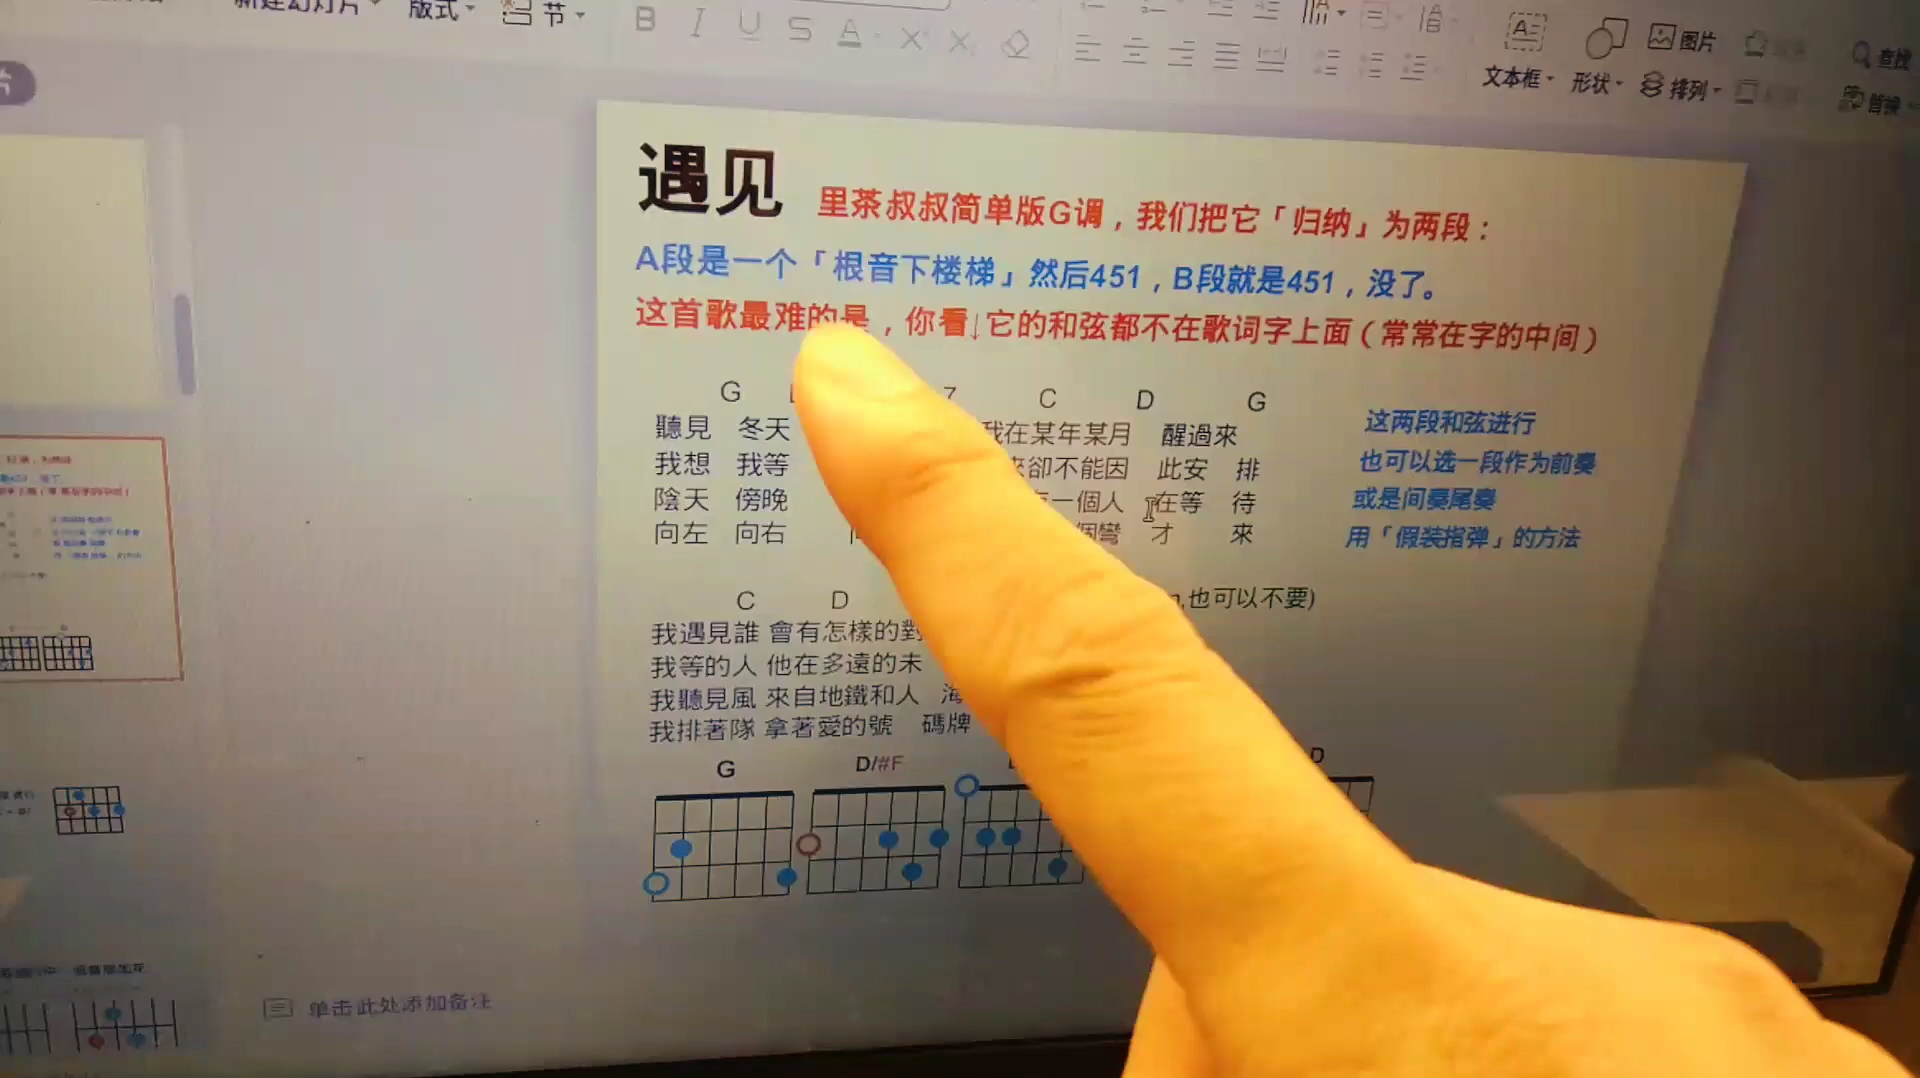 新建幻灯片
版式
节
B I U S A X X
文本框
形状
图片
排列
查找
替换
遇见
里茶叔叔简单版G调，我们把它「归纳」为两段：
A段是一个「根音下楼梯」然后451，B段就是451，没了。
这首歌最难的是，你看↓它的和弦都不在歌词字上面（常常在字的中间）
G 7 C D G
聽見 冬天 我在某年某月 醒過來
我想 我等 來卻不能因 此安 排
陰天 傍晚 一個人 在等 待
向左 向右 個彎 才 來
这两段和弦进行
也可以选一段作为前奏
或是间奏尾奏
用「假装指弹」的方法
C D 也可以不要)
我遇見誰 會有怎樣的對
我等的人 他在多遠的未
我聽見風 來自地鐵和人 海
我排著隊 拿著愛的號 碼牌
G D/#F D
单击此处添加备注